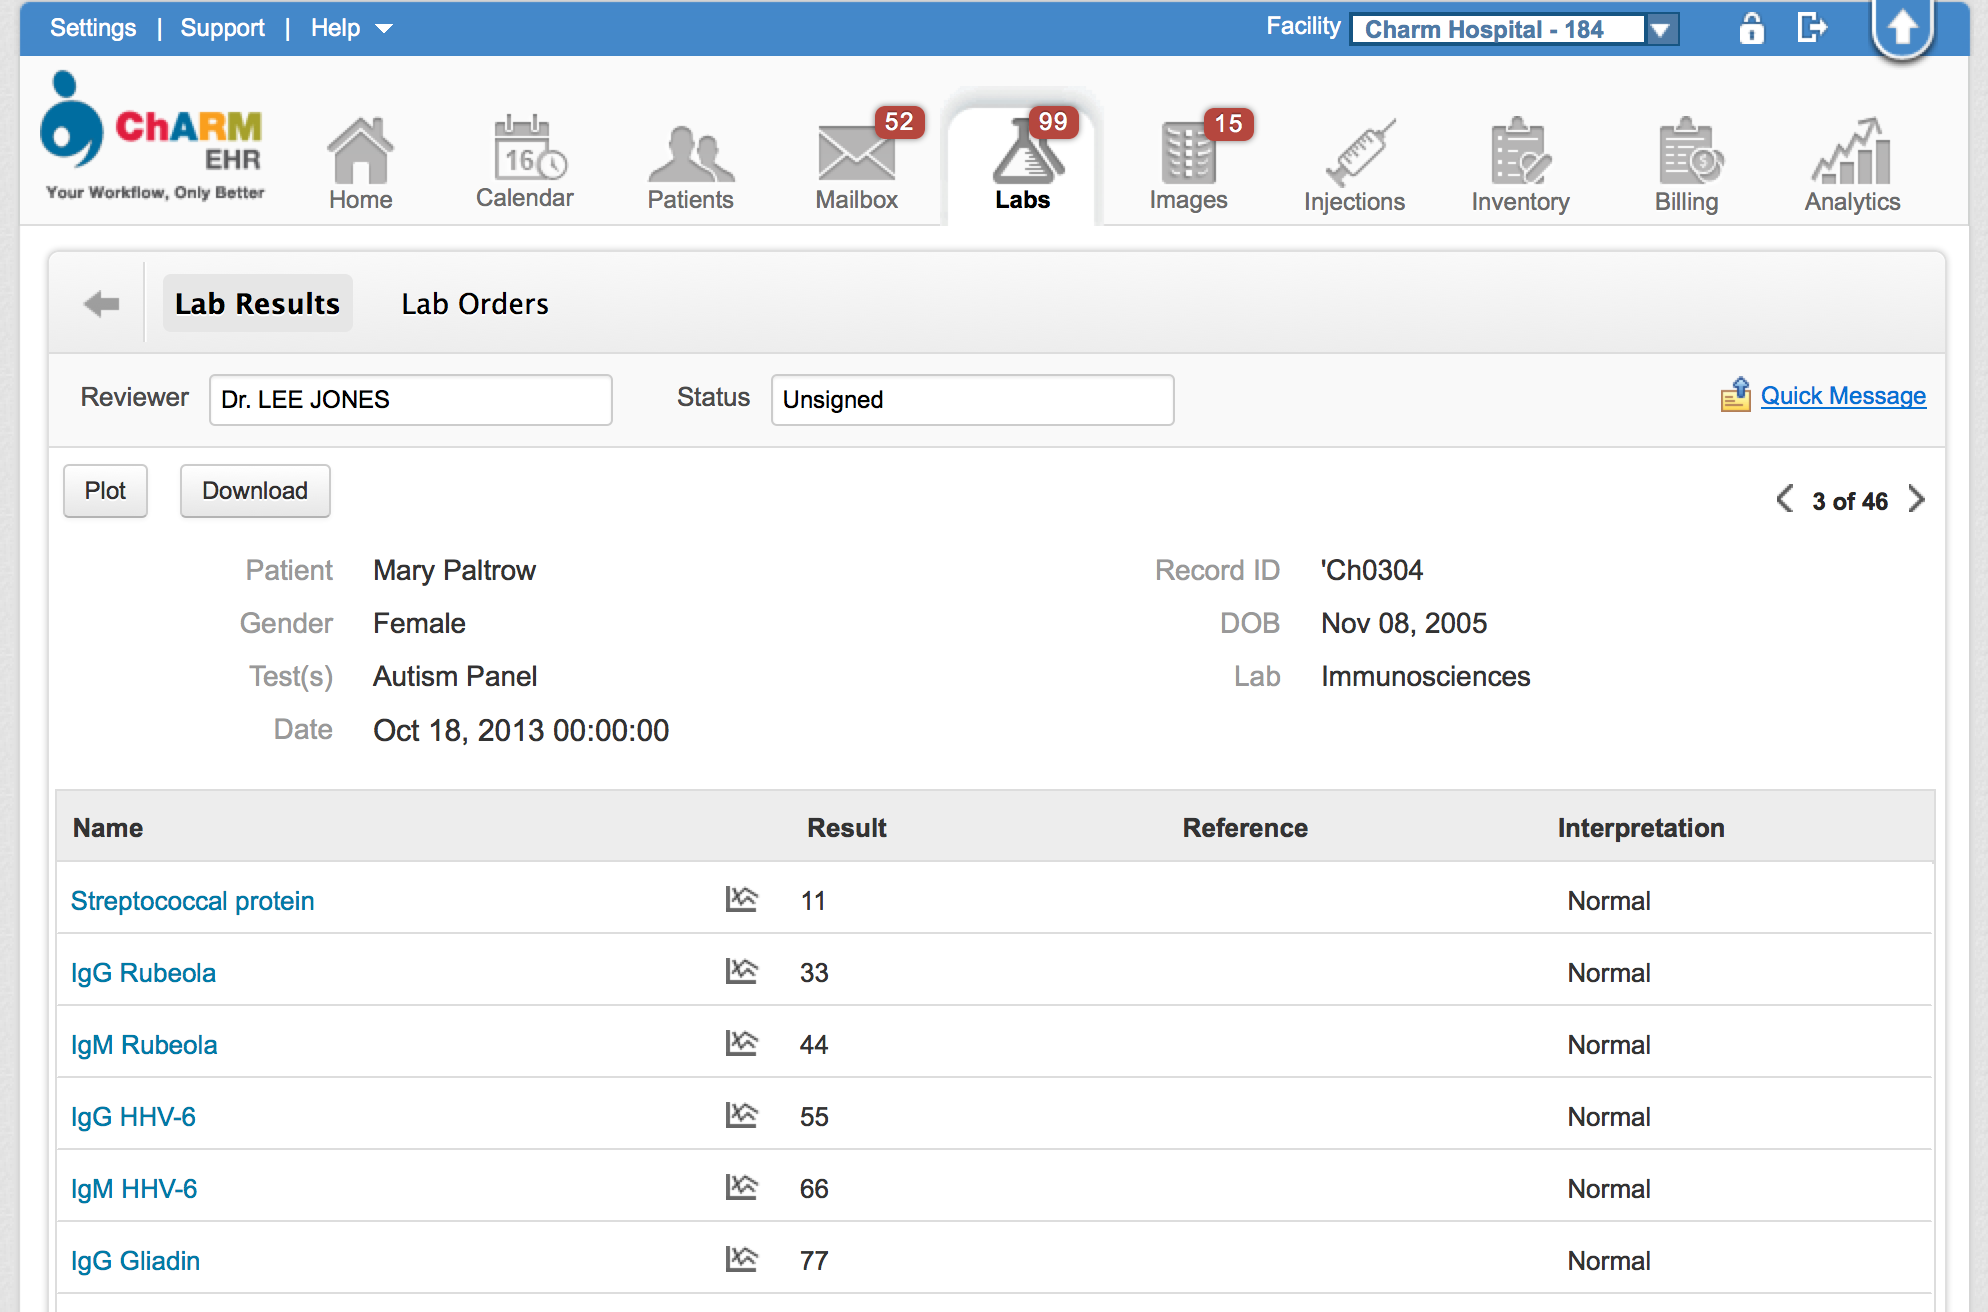 Settings | Support | Help
Facility Charm Hospital - 184
ChARM
EHR
Your Workflow, Only Better
Home
16
Calendar
Patients
52
Mailbox
99
Labs
15
Images
Injections
Inventory
$
Billing
Analytics
Lab Results Lab Orders
Reviewer Dr. LEE JONES Status Unsigned Quick Message
Plot Download 3 of 46
Patient Mary Paltrow Record ID 'Ch0304
Gender Female DOB Nov 08, 2005
Test(s) Autism Panel Lab Immunosciences
Date Oct 18, 2013 00:00:00
Name Result Reference Interpretation
Streptococcal protein 11 Normal
IgG Rubeola 33 Normal
IgM Rubeola 44 Normal
IgG HHV-6 55 Normal
IgM HHV-6 66 Normal
IgG Gliadin 77 Normal